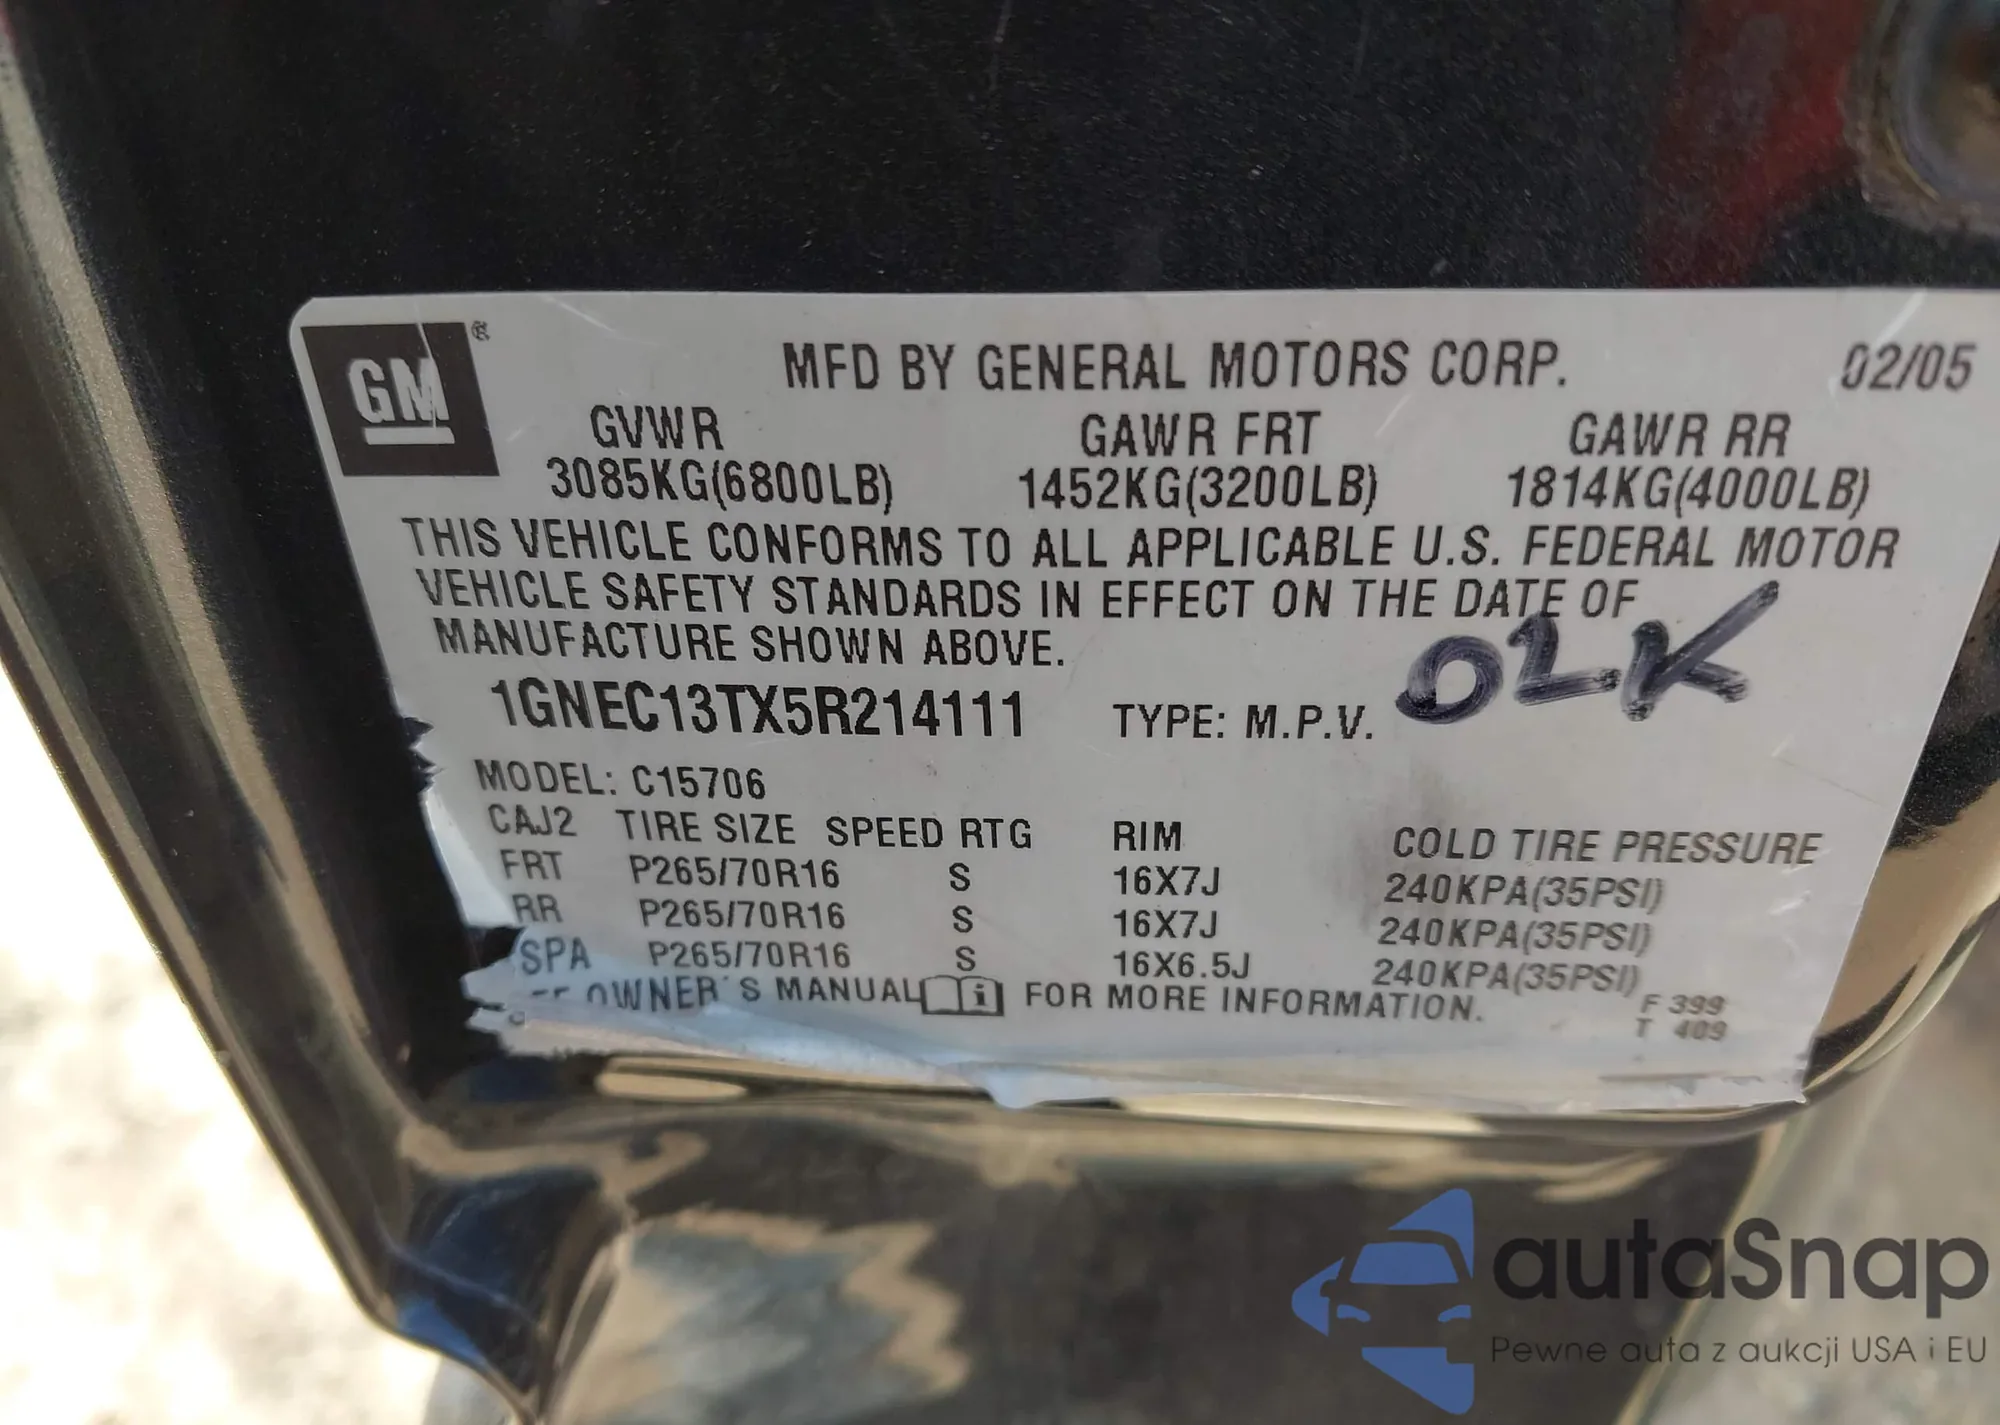 GM®
MFD BY GENERAL MOTORS CORP. 02/05
GVWR GAWR FRT GAWR RR
3085KG(6800LB) 1452KG(3200LB) 1814KG(4000LB)
THIS VEHICLE CONFORMS TO ALL APPLICABLE U.S. FEDERAL MOTOR
VEHICLE SAFETY STANDARDS IN EFFECT ON THE DATE OF
MANUFACTURE SHOWN ABOVE.
1GNEC13TX5R214111 TYPE: M.P.V.
MODEL: C15706
CAJ2 TIRE SIZE SPEED RTG RIM COLD TIRE PRESSURE
FRT P265/70R16 S 16X7J 240KPA(35PSI)
RR P265/70R16 S 16X7J 240KPA(35PSI)
SPA P265/70R16 S 16X6.5J 240KPA(35PSI)
OWNER'S MANUAL FOR MORE INFORMATION.
F 399
T 409
autaSnap
Pewne auta z aukcji USA i EU